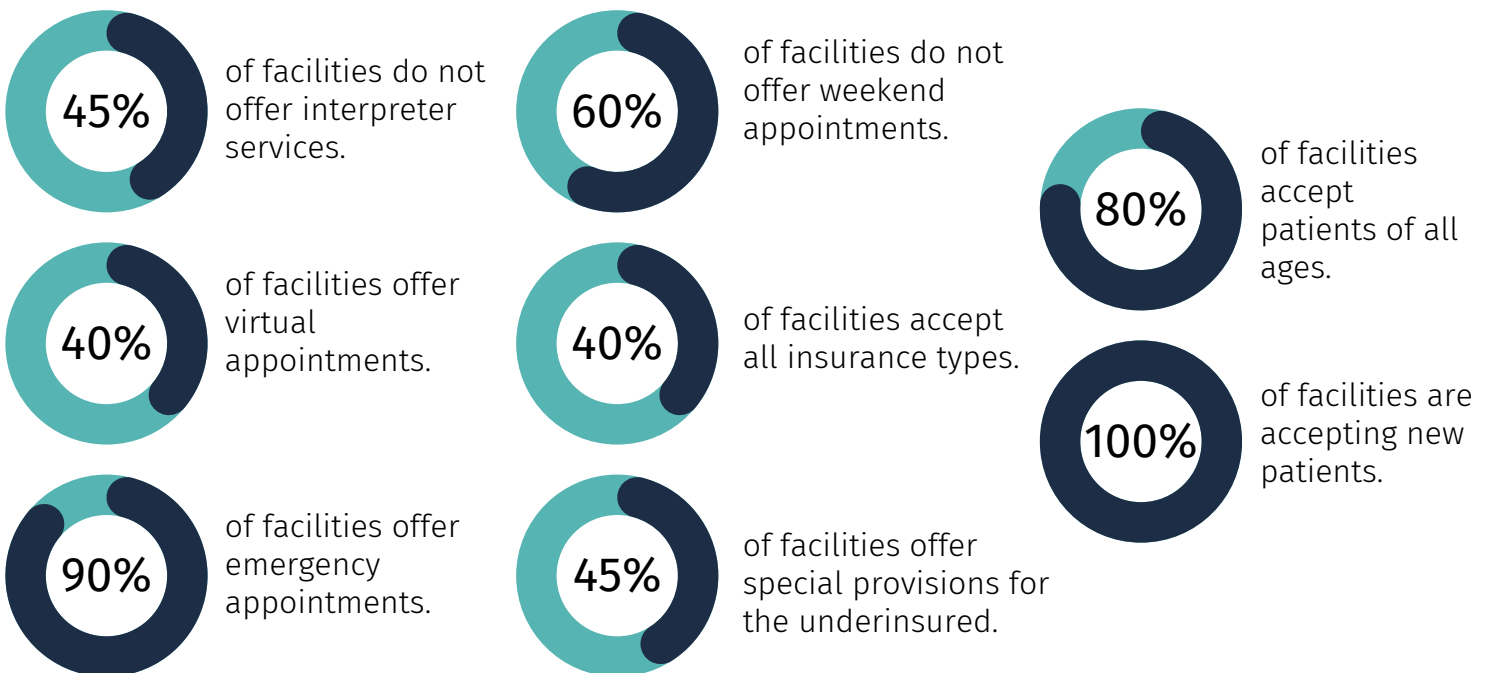 45%
of facilities do not
offer interpreter
services.
40%
of facilities offer
virtual
appointments.
90%
of facilities offer
emergency
appointments.
60%
of facilities do not
offer weekend
appointments.
40%
of facilities accept
all insurance types.
45%
of facilities offer
special provisions for
the underinsured.
80%
of facilities
accept
patients of all
ages.
100%
of facilities are
accepting new
patients.